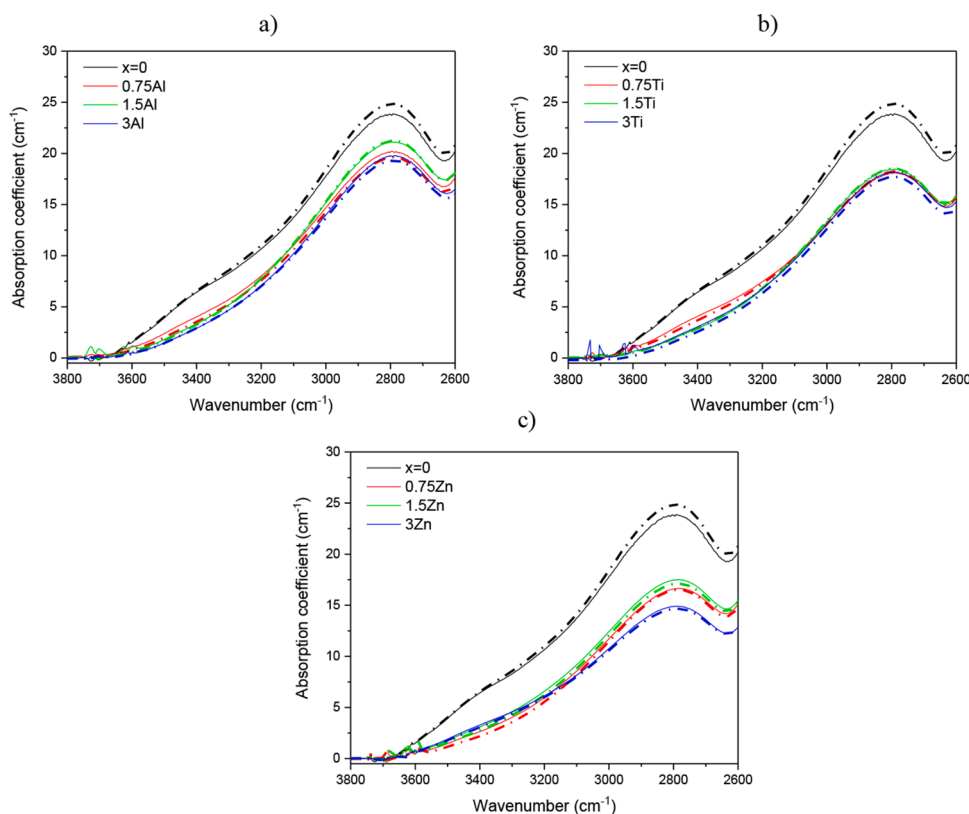 a)
30
25
20
15
10
5
0
Absorption coefficient (cm⁻¹)
x=0
0.75Al
1.5Al
3Al
3800 3600 3400 3200 3000 2800 2600
Wavenumber (cm⁻¹)
b)
30
25
20
15
10
5
0
Absorption coefficient (cm⁻¹)
x=0
0.75Ti
1.5Ti
3Ti
3800 3600 3400 3200 3000 2800 2600
Wavenumber (cm⁻¹)
c)
30
25
20
15
10
5
0
Absorption coefficient (cm⁻¹)
x=0
0.75Zn
1.5Zn
3Zn
3800 3600 3400 3200 3000 2800 2600
Wavenumber (cm⁻¹)